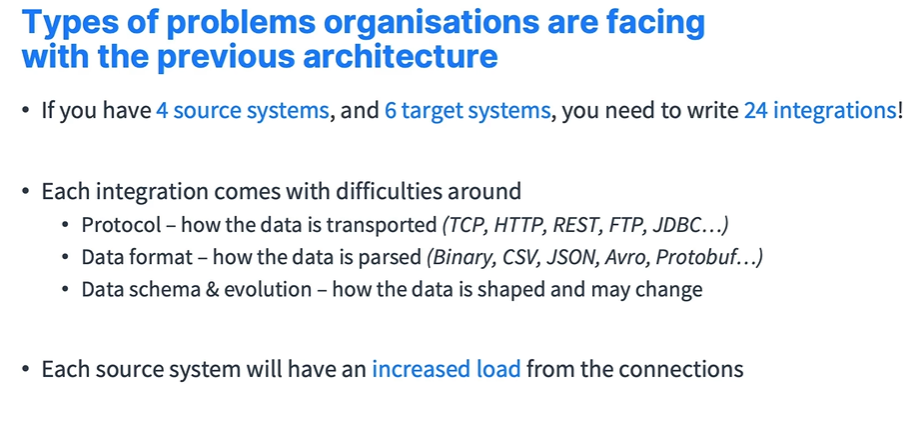 Types of problems organisations are facing
with the previous architecture
• If you have 4 source systems, and 6 target systems, you need to write 24 integrations!
• Each integration comes with difficulties around
• Protocol – how the data is transported (TCP, HTTP, REST, FTP, JDBC…)
• Data format – how the data is parsed (Binary, CSV, JSON, Avro, Protobuf…)
• Data schema & evolution – how the data is shaped and may change
• Each source system will have an increased load from the connections